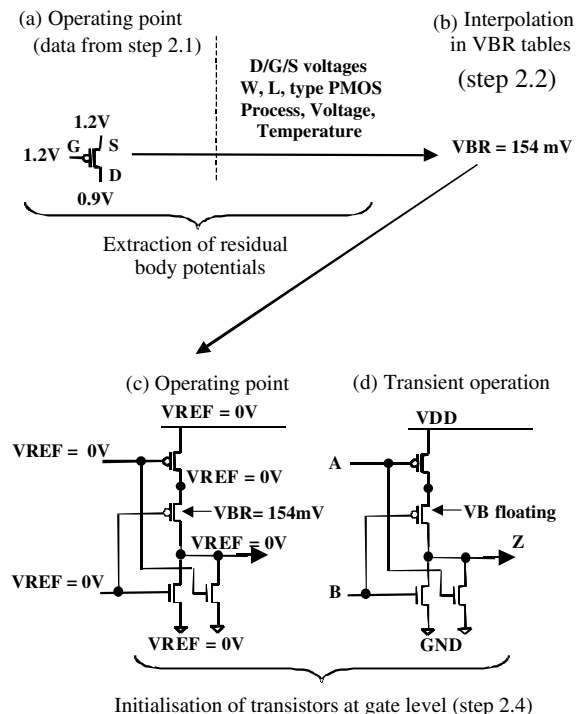 (a) Operating point
(data from step 2.1)
(b) Interpolation
in VBR tables
(step 2.2)
D/G/S voltages
W, L, type PMOS
Process, Voltage,
Temperature
1.2V
1.2V
G
S
D
0.9V
VBR = 154 mV
Extraction of residual
body potentials
(c) Operating point
VREF = 0V
VREF = 0V
VREF = 0V
VBR= 154mV
VREF = 0V
VREF = 0V
VREF = 0V
(d) Transient operation
VDD
A
VB floating
Z
B
GND
Initialisation of transistors at gate level (step 2.4)